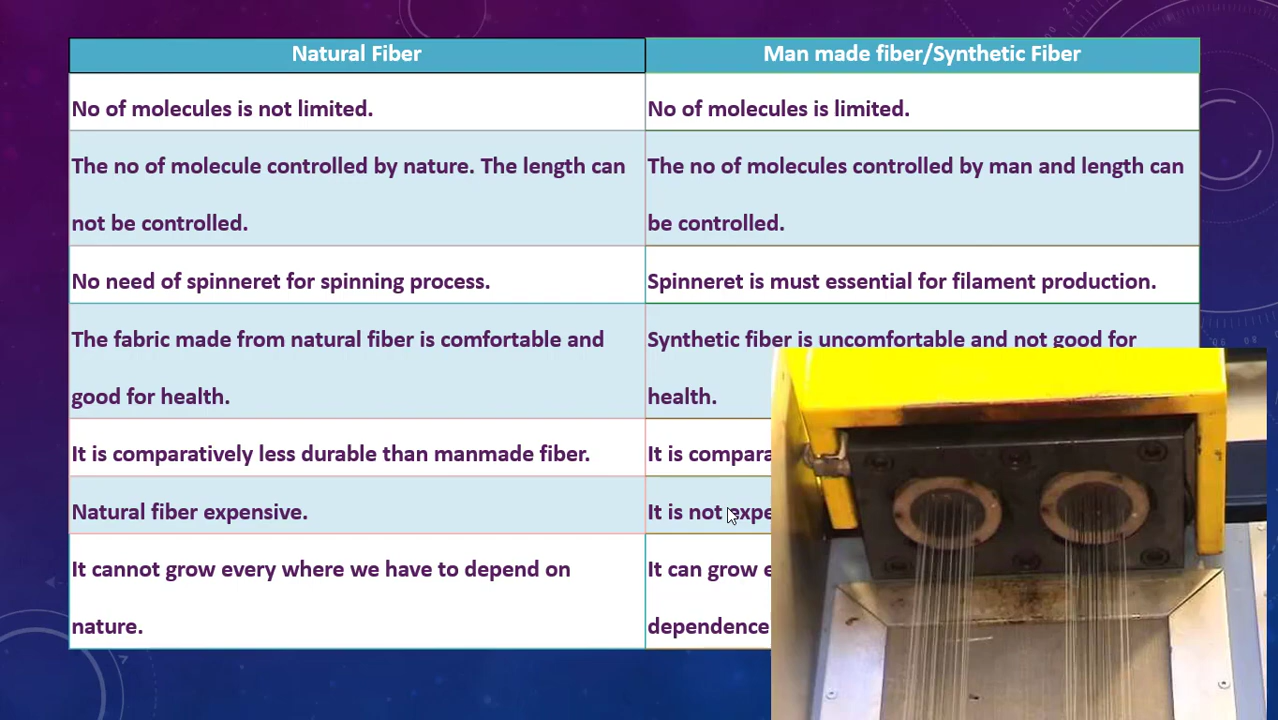 Natural Fiber
Man made fiber/Synthetic Fiber
No of molecules is not limited.
No of molecules is limited.
The no of molecule controlled by nature. The length can
not be controlled.
The no of molecules controlled by man and length can
be controlled.
No need of spinneret for spinning process.
Spinneret is must essential for filament production.
The fabric made from natural fiber is comfortable and
good for health.
Synthetic fiber is uncomfortable and not good for
health.
It is comparatively less durable than manmade fiber.
It is
Natural fiber expensive.
It is not
It cannot grow every where we have to depend on
nature.
It can grow
dependence